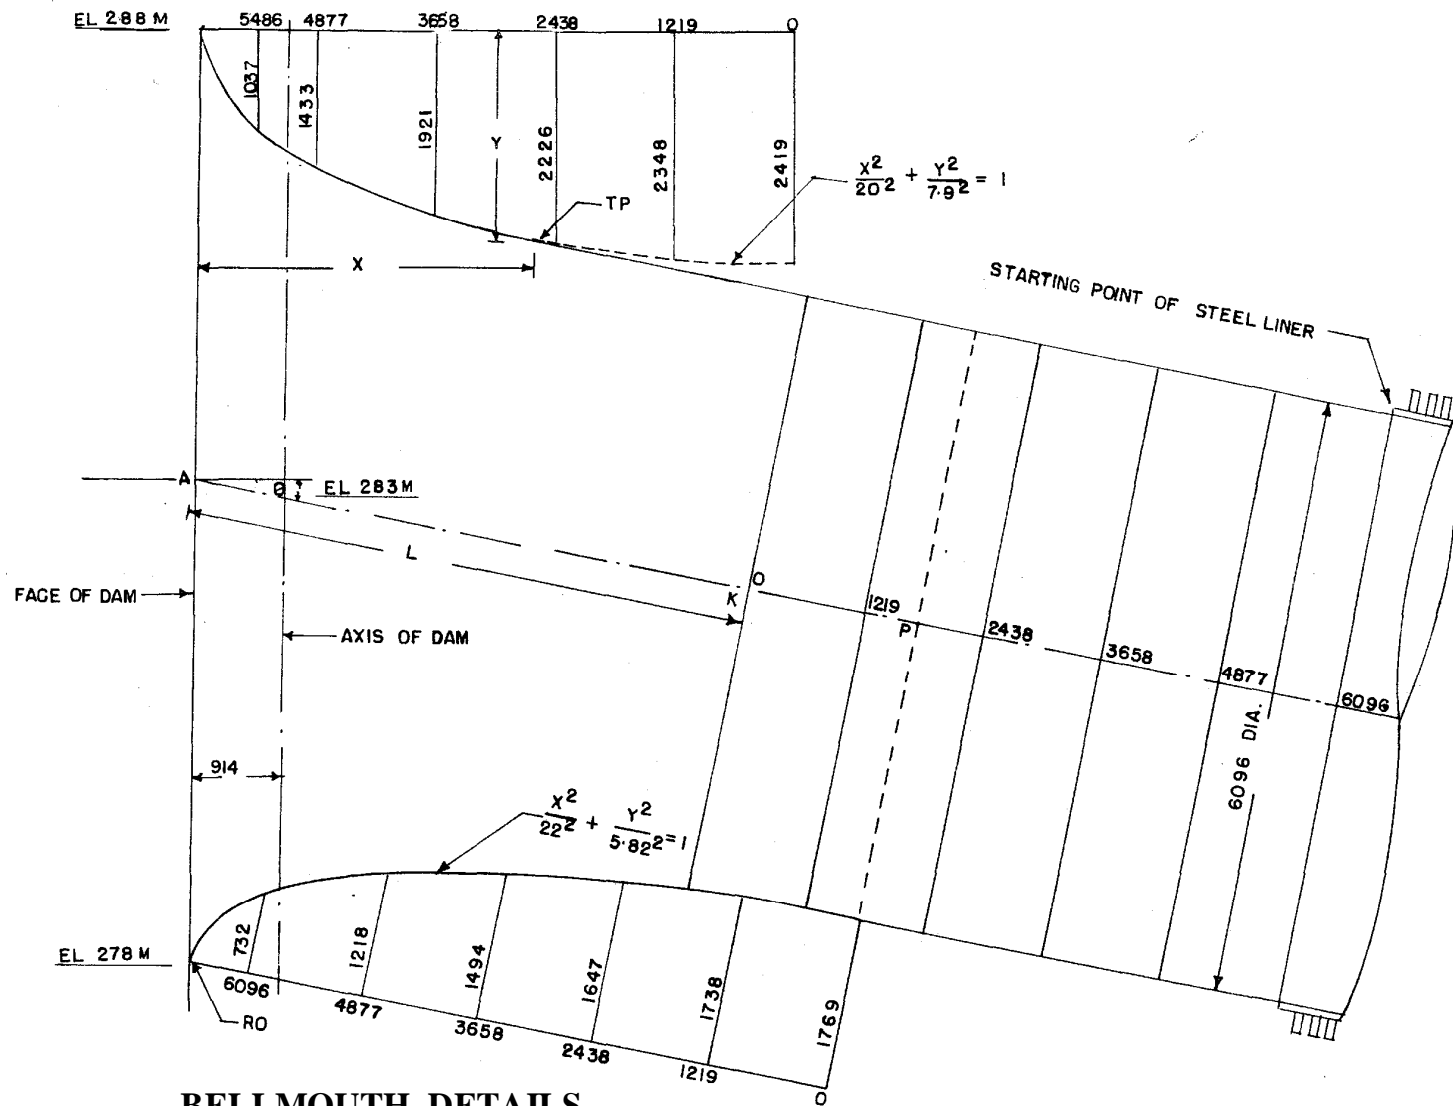 EL 288 M
5486 4877 3658 2438 1219 0
1037
1433
1921
Y
2226
2348
2419
X²/20² + Y²/7·9² = 1
TP
X
STARTING POINT OF STEEL LINER
A
θ
EL 283 M
L
O
K
FACE OF DAM
1219
P
2438
AXIS OF DAM
3658
4877
6096
6096 DIA.
914
X²/22² + Y²/5·82² = 1
732
1218
1494
1647
1738
1769
EL 278 M
6096
4877
3658
2438
1219
0
RO
BELLMOUTH DETAILS